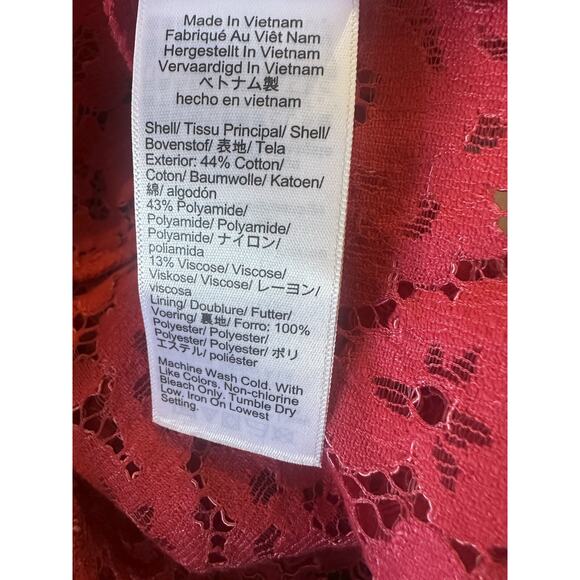 Made In Vietnam
Fabriqué Au Viêt Nam
Hergestellt In Vietnam
Vervaardigd In Vietnam
ベトナム製
hecho en vietnam
Shell/ Tissu Principal/ Shell/
Bovenstof/ 表地/ Tela
Exterior: 44% Cotton/
Coton/ Baumwolle/ Katoen/
綿/ algodón
43% Polyamide/
Polyamide/ Polyamide/
Polyamide/ ナイロン/
poliamida
13% Viscose/ Viscose/
Viskose/ Viscose/ レーヨン/
viscosa
Lining/ Doublure/ Futter/
Voering/ 裏地/ Forro: 100%
Polyester/ Polyester/
Polyester/ Polyester/ ポリ
エステル/ poliéster
Machine Wash Cold. With
Like Colors. Non-chlorine
Bleach Only. Tumble Dry
Low. Iron On Lowest
Setting.